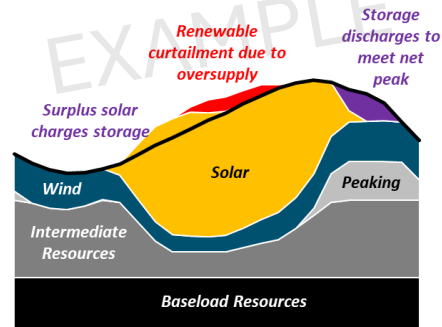 EXAMPLE
Renewable
curtailment due to
oversupply
Storage
discharges to
meet net
peak
Surplus solar
charges storage
Solar
Wind
Peaking
Intermediate
Resources
Baseload Resources